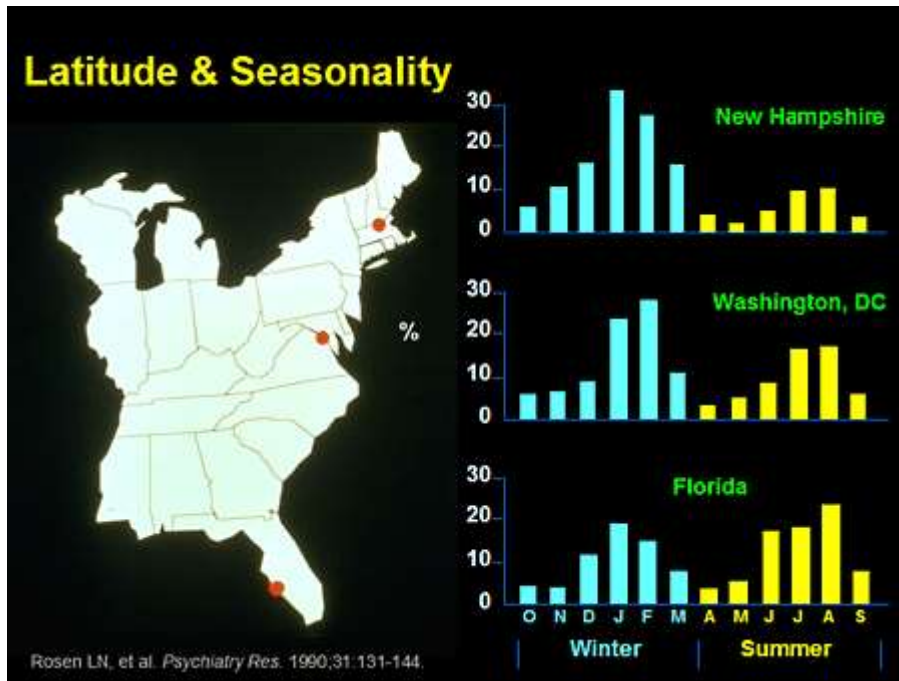 Latitude & Seasonality
%
30
20
10
0
New Hampshire
30
20
10
0
Washington, DC
30
20
10
0
Florida
O N D J F M A M J J A S
Winter Summer
Rosen LN, et al. Psychiatry Res. 1990;31:131-144.